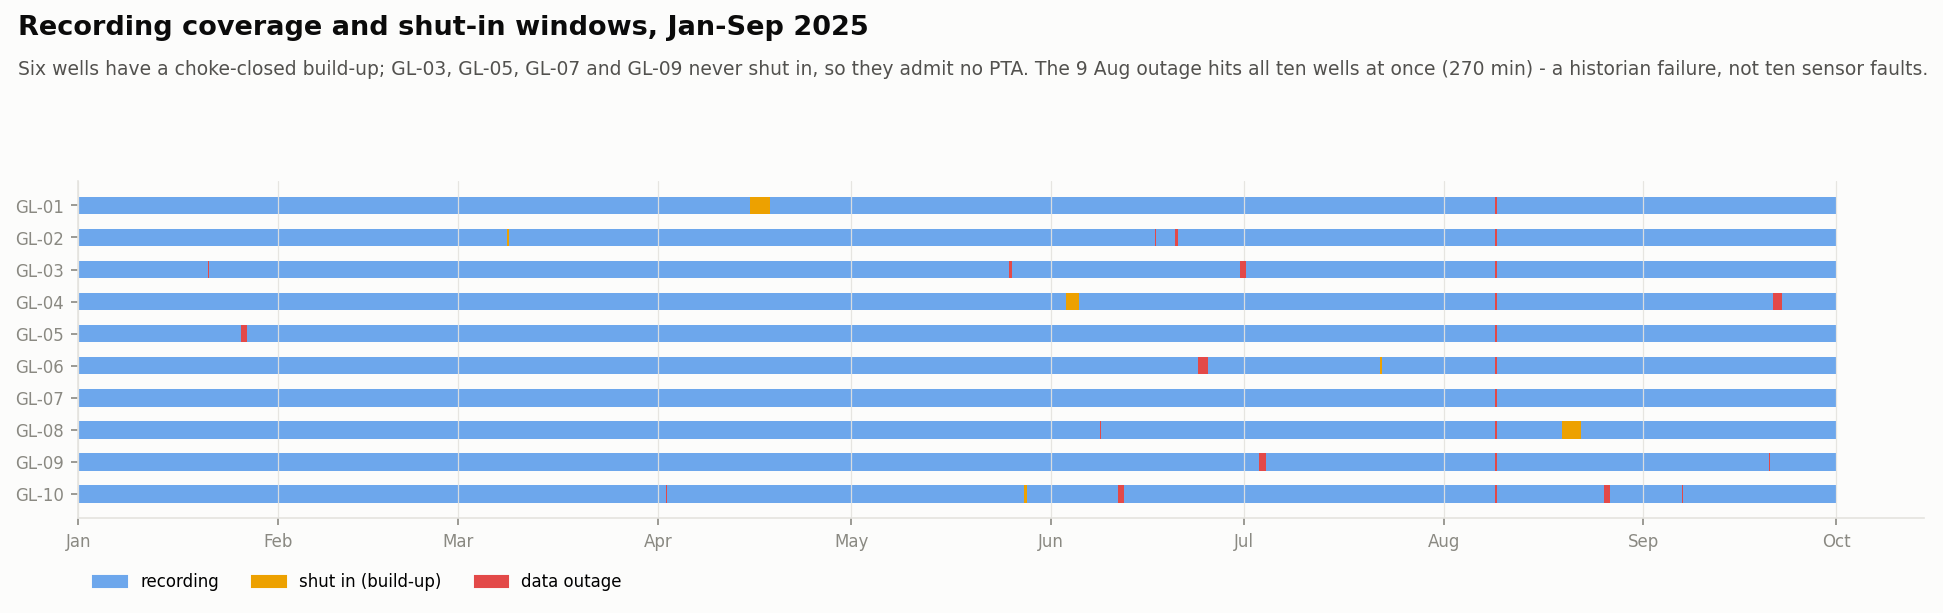 Recording coverage and shut-in windows, Jan-Sep 2025
Six wells have a choke-closed build-up; GL-03, GL-05, GL-07 and GL-09 never shut in, so they admit no PTA. The 9 Aug outage hits all ten wells at once (270 min) - a historian failure, not ten sensor faults.
GL-01
GL-02
GL-03
GL-04
GL-05
GL-06
GL-07
GL-08
GL-09
GL-10
Jan Feb Mar Apr May Jun Jul Aug Sep Oct
recording shut in (build-up) data outage